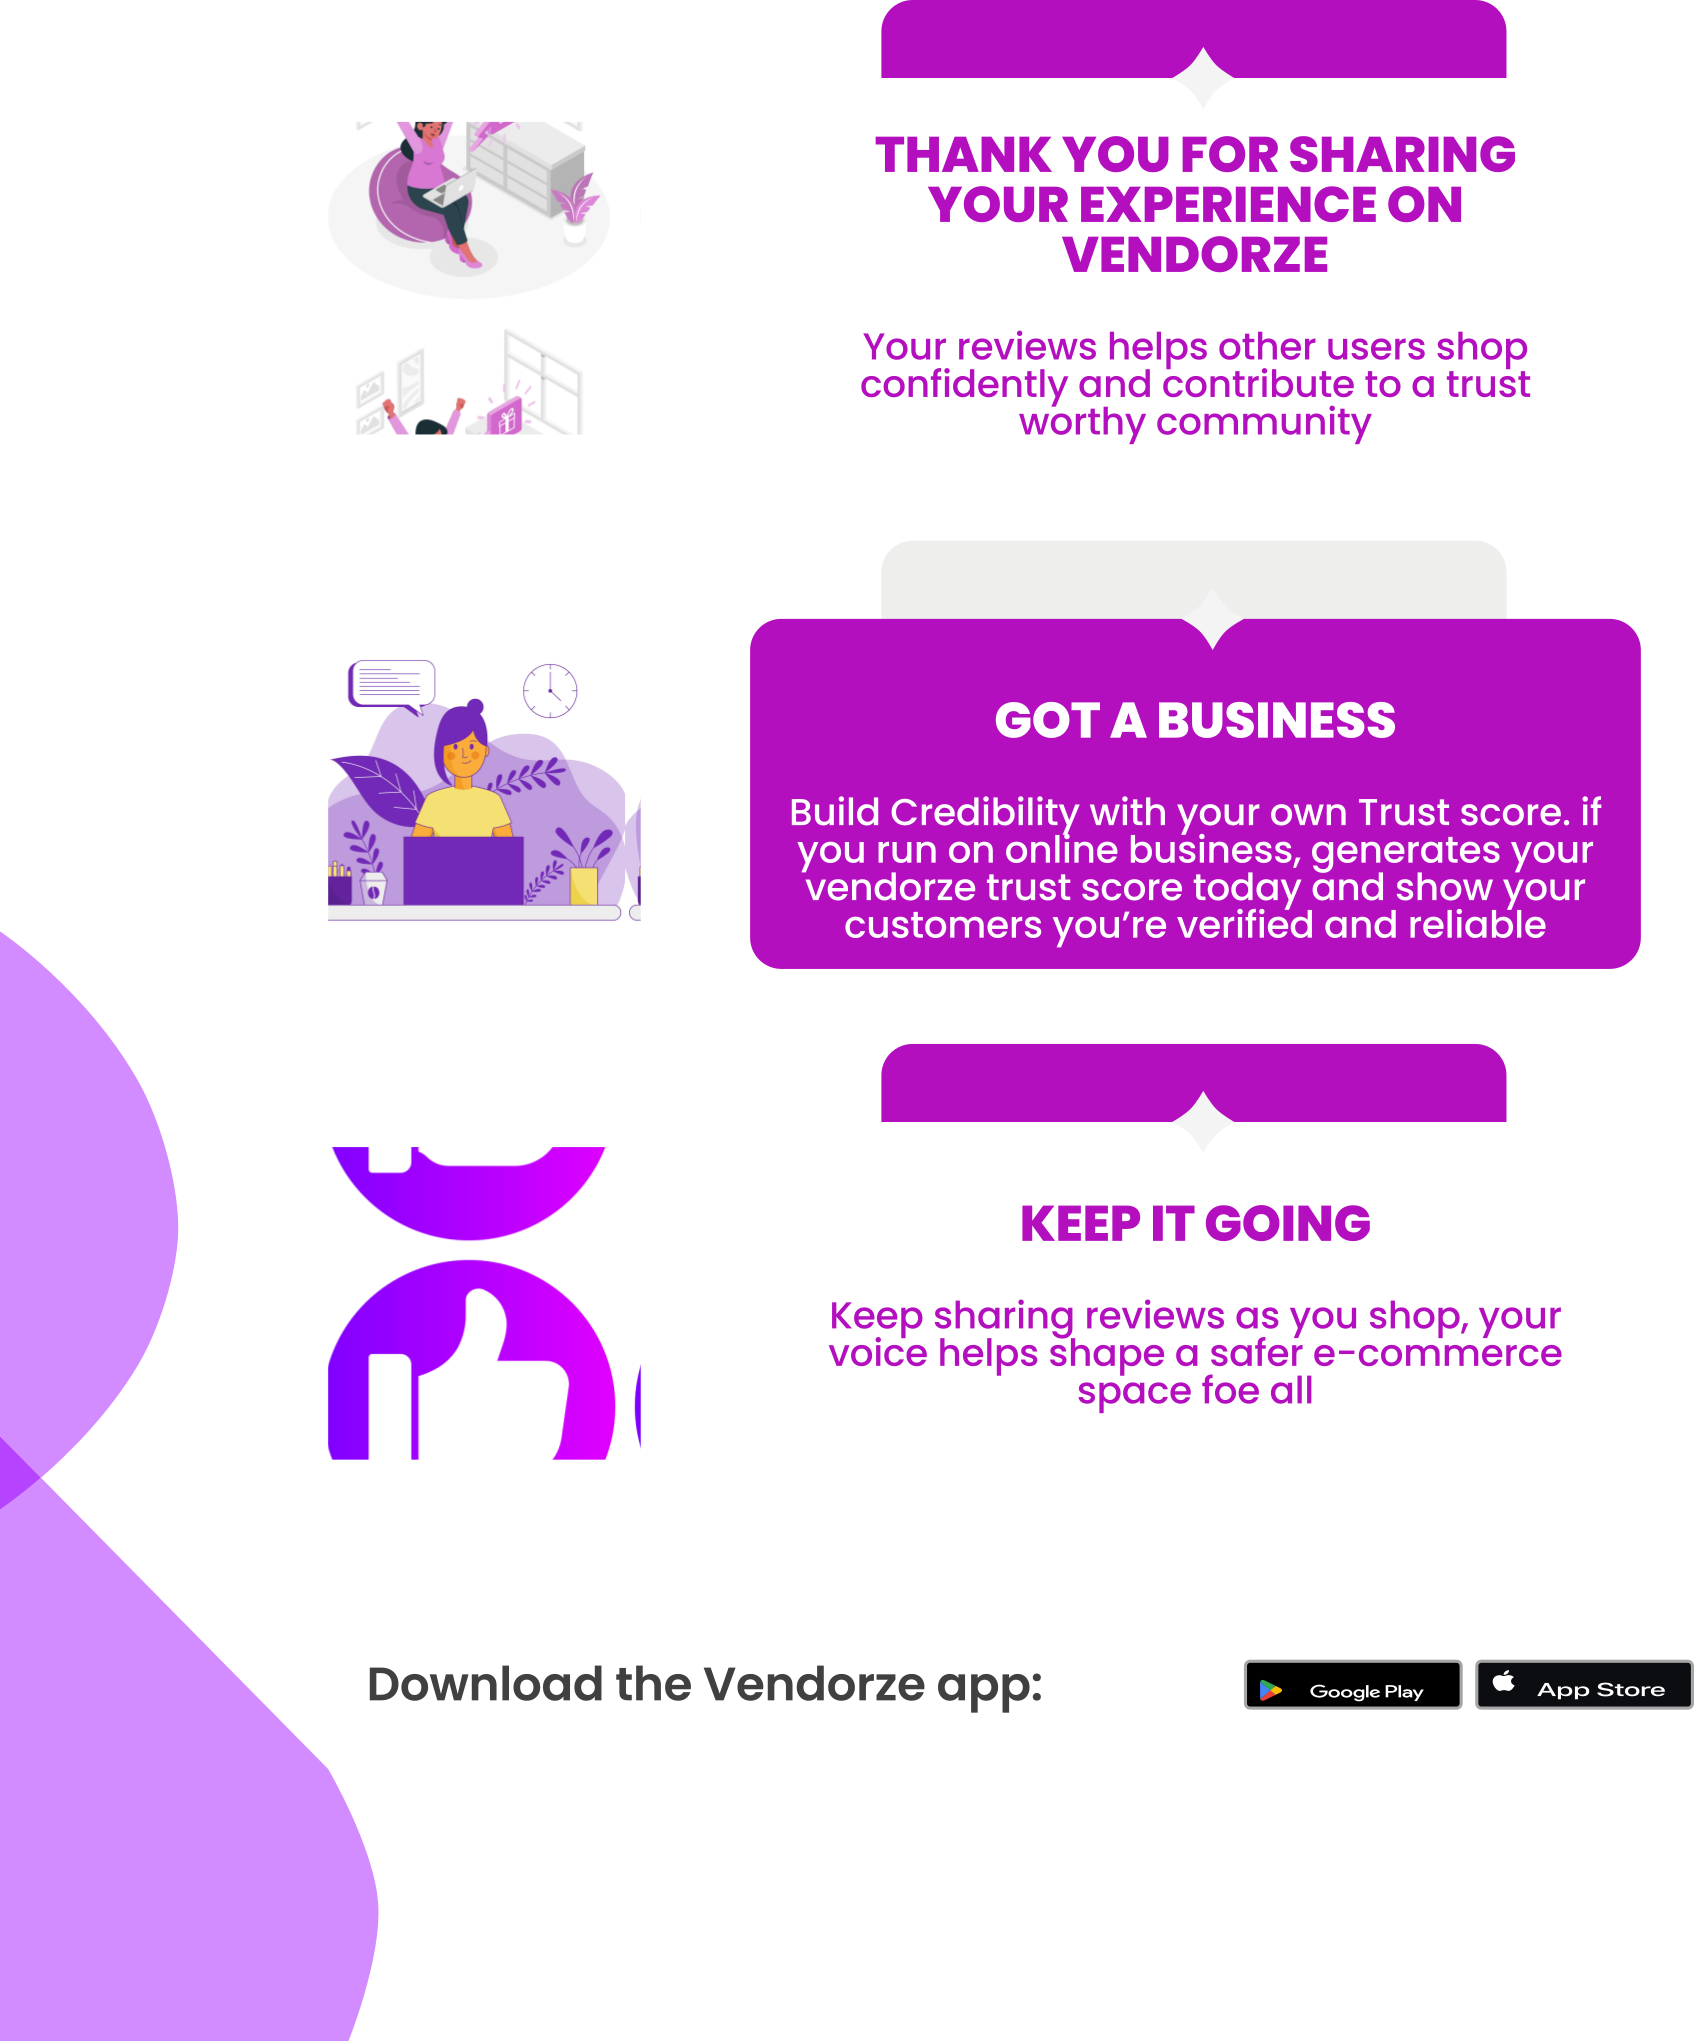 THANK YOU FOR SHARING
YOUR EXPERIENCE ON
VENDORZE
Your reviews helps other users shop
confidently and contribute to a trust
worthy community
GOT A BUSINESS
Build Credibility with your own Trust score. if
you run on online business, generates your
vendorze trust score today and show your
customers you’re verified and reliable
KEEP IT GOING
Keep sharing reviews as you shop, your
voice helps shape a safer e-commerce
space foe all
Download the Vendorze app:
Google Play
App Store